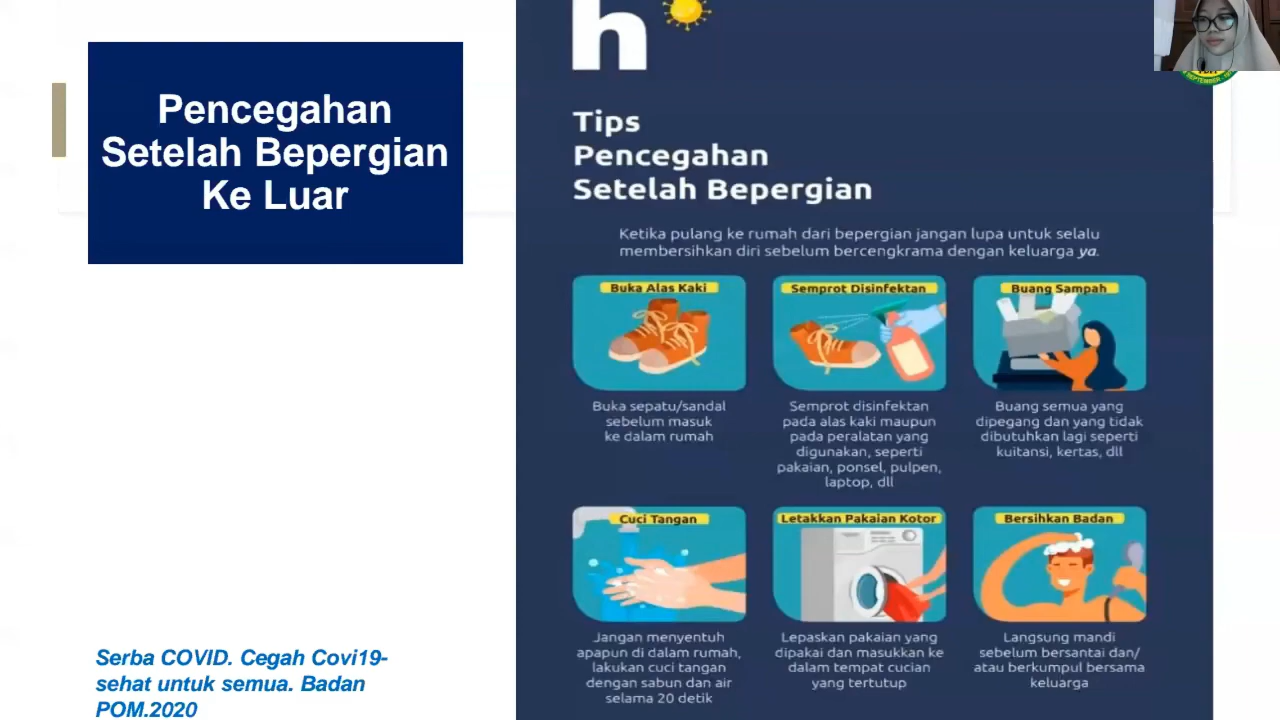 Pencegahan
Setelah Bepergian
Ke Luar
h
Tips
Pencegahan
Setelah Bepergian
Ketika pulang ke rumah dari bepergian jangan lupa untuk selalu
membersihkan diri sebelum bercengkrama dengan keluarga ya.
Buka Alas Kaki
Buka sepatu/sandal
sebelum masuk
ke dalam rumah
Semprot Disinfektan
Semprot disinfektan
pada alas kaki maupun
pada peralatan yang
digunakan, seperti
pakaian, ponsel, pulpen,
laptop, dll
Buang Sampah
Buang semua yang
dipegang dan yang tidak
dibutuhkan lagi seperti
kuitansi, kertas, dll
Cuci Tangan
Jangan menyentuh
apapun di dalam rumah,
lakukan cuci tangan
dengan sabun dan air
selama 20 detik
Letakkan Pakaian Kotor
Lepaskan pakaian yang
dipakai dan masukkan ke
dalam tempat cucian
yang tertutup
Bersihkan Badan
Langsung mandi
sebelum bersantai dan/
atau berkumpul bersama
keluarga
Serba COVID. Cegah Covi19-
sehat untuk semua. Badan
POM.2020